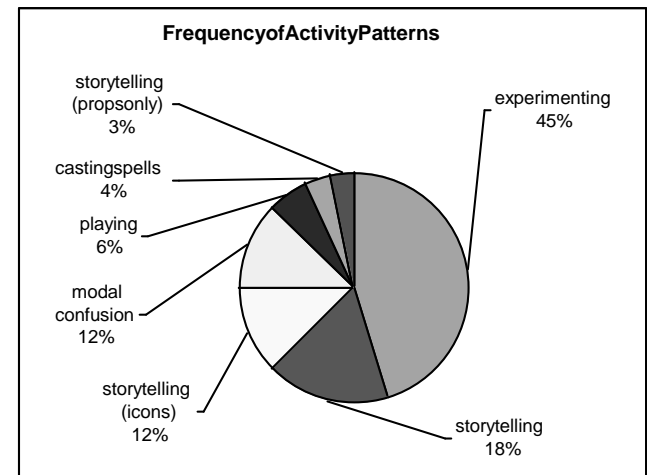 FrequencyofActivityPatterns
storytelling
(propsonly)
3%
experimenting
45%
castingspells
4%
playing
6%
modal
confusion
12%
storytelling
(icons)
12%
storytelling
18%